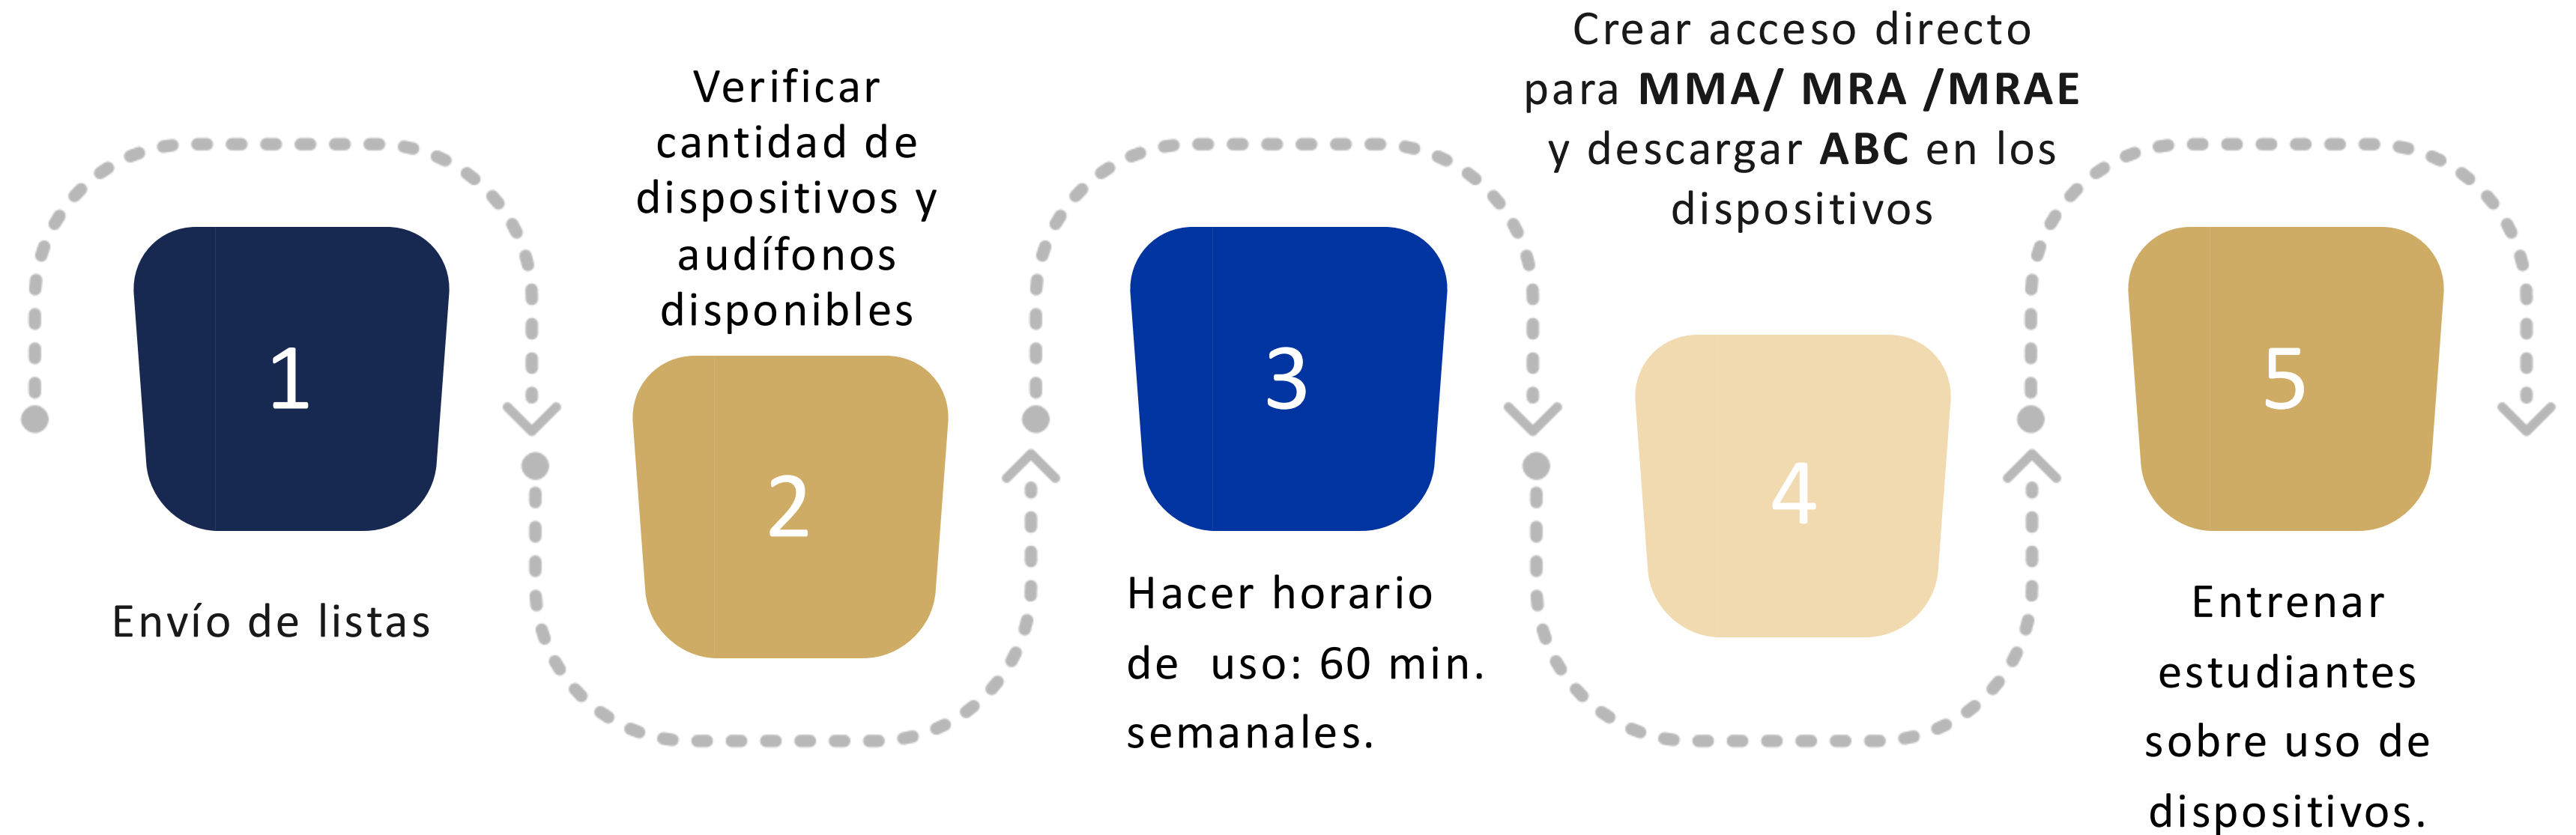 1
Envío de listas
Verificar
cantidad de
dispositivos y
audífonos
disponibles
2
3
Hacer horario
de uso: 60 min.
semanales.
Crear acceso directo
para MMA/ MRA /MRAE
y descargar ABC en los
dispositivos
4
5
Entrenar
estudiantes
sobre uso de
dispositivos.